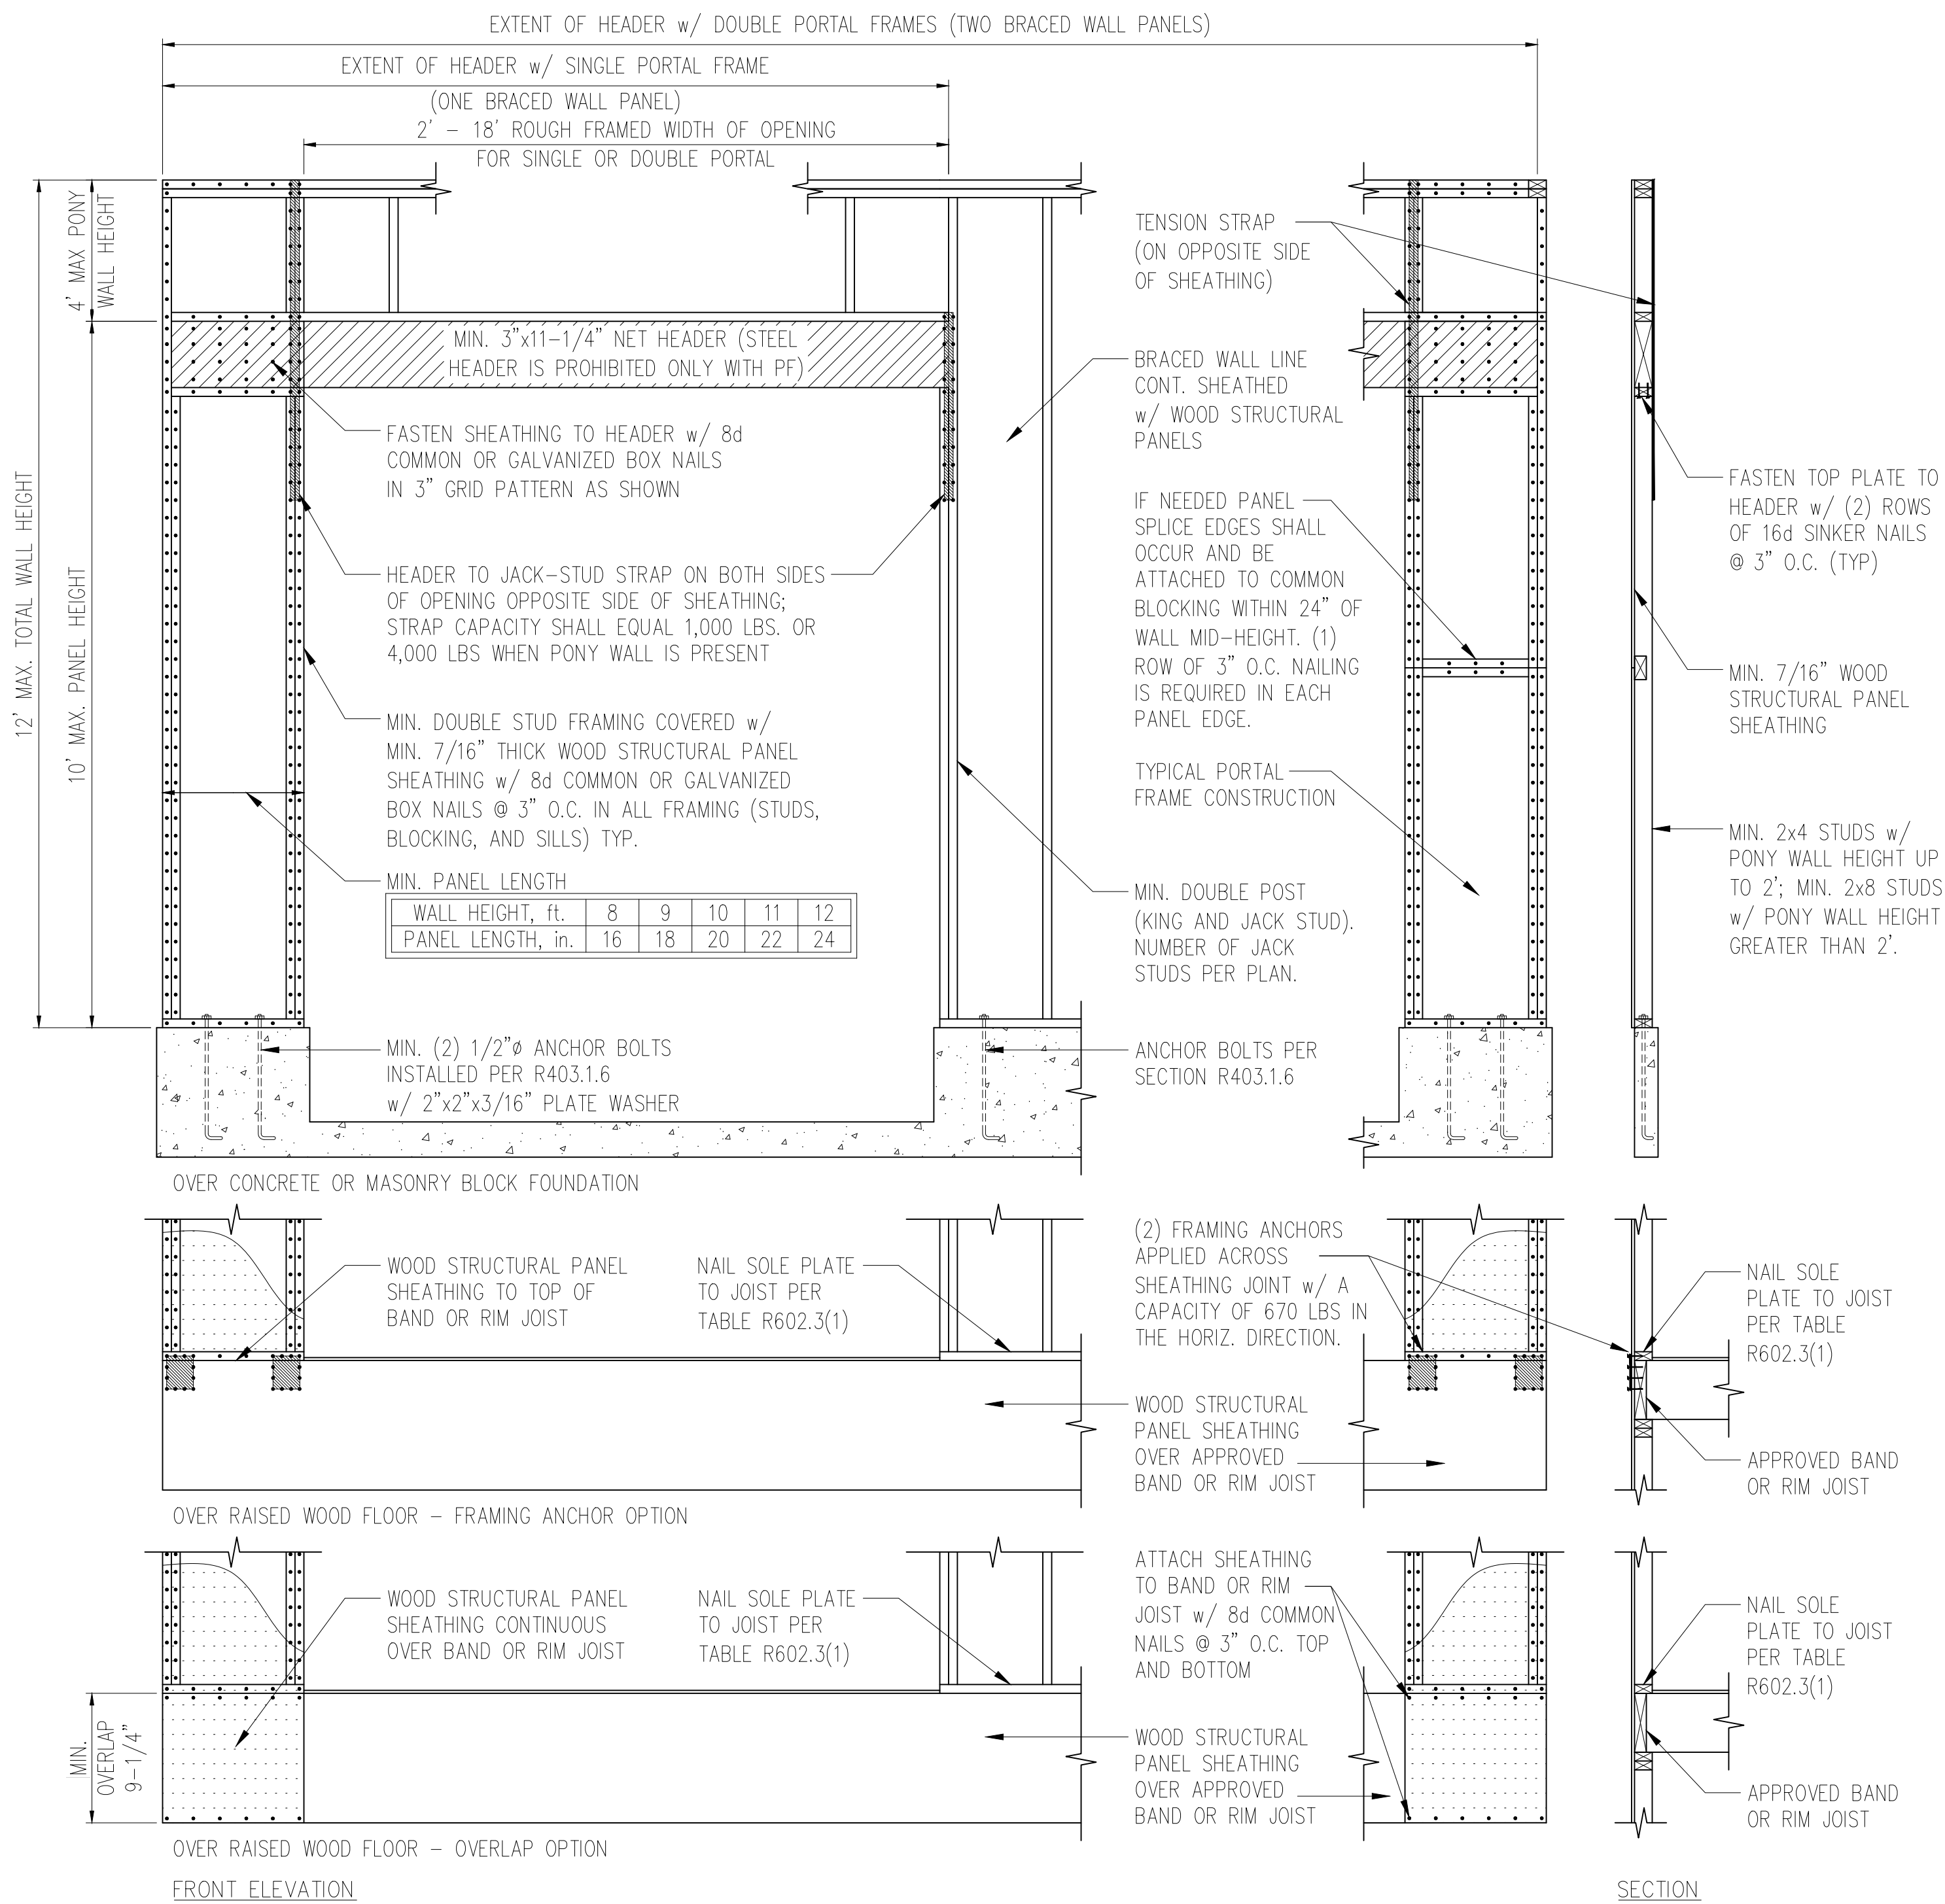 EXTENT OF HEADER w/ DOUBLE PORTAL FRAMES (TWO BRACED WALL PANELS)
EXTENT OF HEADER w/ SINGLE PORTAL FRAME
(ONE BRACED WALL PANEL)
2' - 18' ROUGH FRAMED WIDTH OF OPENING
FOR SINGLE OR DOUBLE PORTAL
12' MAX. TOTAL WALL HEIGHT
4' MAX PONY
WALL HEIGHT
10' MAX. PANEL HEIGHT
MIN. 3"x11-1/4" NET HEADER (STEEL
HEADER IS PROHIBITED ONLY WITH PF)
FASTEN SHEATHING TO HEADER w/ 8d
COMMON OR GALVANIZED BOX NAILS
IN 3" GRID PATTERN AS SHOWN
HEADER TO JACK-STUD STRAP ON BOTH SIDES
OF OPENING OPPOSITE SIDE OF SHEATHING;
STRAP CAPACITY SHALL EQUAL 1,000 LBS. OR
4,000 LBS WHEN PONY WALL IS PRESENT
MIN. DOUBLE STUD FRAMING COVERED w/
MIN. 7/16" THICK WOOD STRUCTURAL PANEL
SHEATHING w/ 8d COMMON OR GALVANIZED
BOX NAILS @ 3" O.C. IN ALL FRAMING (STUDS,
BLOCKING, AND SILLS) TYP.
MIN. PANEL LENGTH
WALL HEIGHT, ft. 8 9 10 11 12
PANEL LENGTH, in. 16 18 20 22 24
MIN. (2) 1/2"ø ANCHOR BOLTS
INSTALLED PER R403.1.6
w/ 2"x2"x3/16" PLATE WASHER
TENSION STRAP
(ON OPPOSITE SIDE
OF SHEATHING)
BRACED WALL LINE
CONT. SHEATHED
w/ WOOD STRUCTURAL
PANELS
IF NEEDED PANEL
SPLICE EDGES SHALL
OCCUR AND BE
ATTACHED TO COMMON
BLOCKING WITHIN 24" OF
WALL MID-HEIGHT. (1)
ROW OF 3" O.C. NAILING
IS REQUIRED IN EACH
PANEL EDGE.
TYPICAL PORTAL
FRAME CONSTRUCTION
MIN. DOUBLE POST
(KING AND JACK STUD).
NUMBER OF JACK
STUDS PER PLAN.
ANCHOR BOLTS PER
SECTION R403.1.6
FASTEN TOP PLATE TO
HEADER w/ (2) ROWS
OF 16d SINKER NAILS
@ 3" O.C. (TYP)
MIN. 7/16" WOOD
STRUCTURAL PANEL
SHEATHING
MIN. 2x4 STUDS w/
PONY WALL HEIGHT UP
TO 2'; MIN. 2x8 STUDS
w/ PONY WALL HEIGHT
GREATER THAN 2'.
OVER CONCRETE OR MASONRY BLOCK FOUNDATION
WOOD STRUCTURAL PANEL
SHEATHING TO TOP OF
BAND OR RIM JOIST
NAIL SOLE PLATE
TO JOIST PER
TABLE R602.3(1)
(2) FRAMING ANCHORS
APPLIED ACROSS
SHEATHING JOINT w/ A
CAPACITY OF 670 LBS IN
THE HORIZ. DIRECTION.
WOOD STRUCTURAL
PANEL SHEATHING
OVER APPROVED
BAND OR RIM JOIST
NAIL SOLE
PLATE TO JOIST
PER TABLE
R602.3(1)
APPROVED BAND
OR RIM JOIST
OVER RAISED WOOD FLOOR - FRAMING ANCHOR OPTION
WOOD STRUCTURAL PANEL
SHEATHING CONTINUOUS
OVER BAND OR RIM JOIST
NAIL SOLE PLATE
TO JOIST PER
TABLE R602.3(1)
ATTACH SHEATHING
TO BAND OR RIM
JOIST w/ 8d COMMON
NAILS @ 3" O.C. TOP
AND BOTTOM
WOOD STRUCTURAL
PANEL SHEATHING
OVER APPROVED
BAND OR RIM JOIST
NAIL SOLE
PLATE TO JOIST
PER TABLE
R602.3(1)
APPROVED BAND
OR RIM JOIST
MIN.
OVERLAP
9-1/4"
OVER RAISED WOOD FLOOR - OVERLAP OPTION
FRONT ELEVATION
SECTION